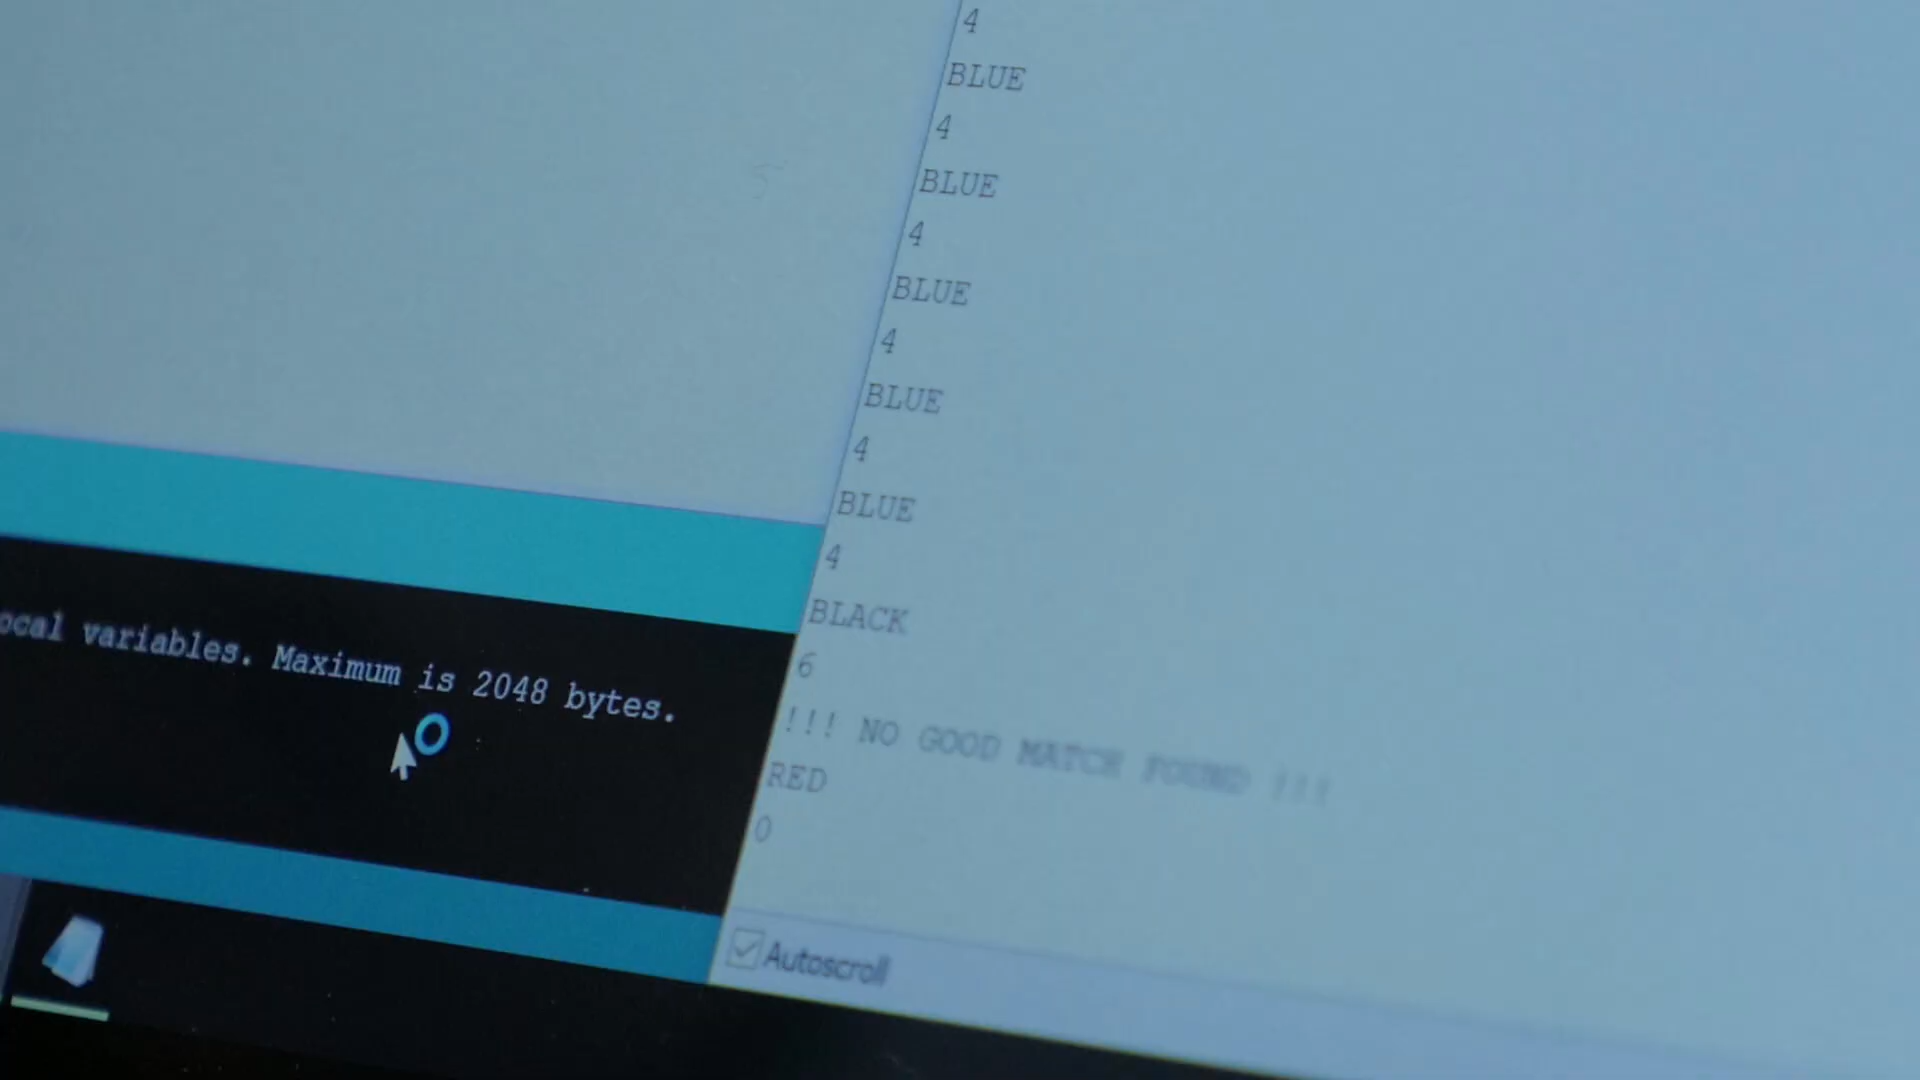 4
BLUE
4
BLUE
4
BLUE
4
BLUE
4
BLUE
4
BLACK
6
!!! NO GOOD MATCH FOUND !!!
RED
0
ocal variables. Maximum is 2048 bytes.
Autoscroll